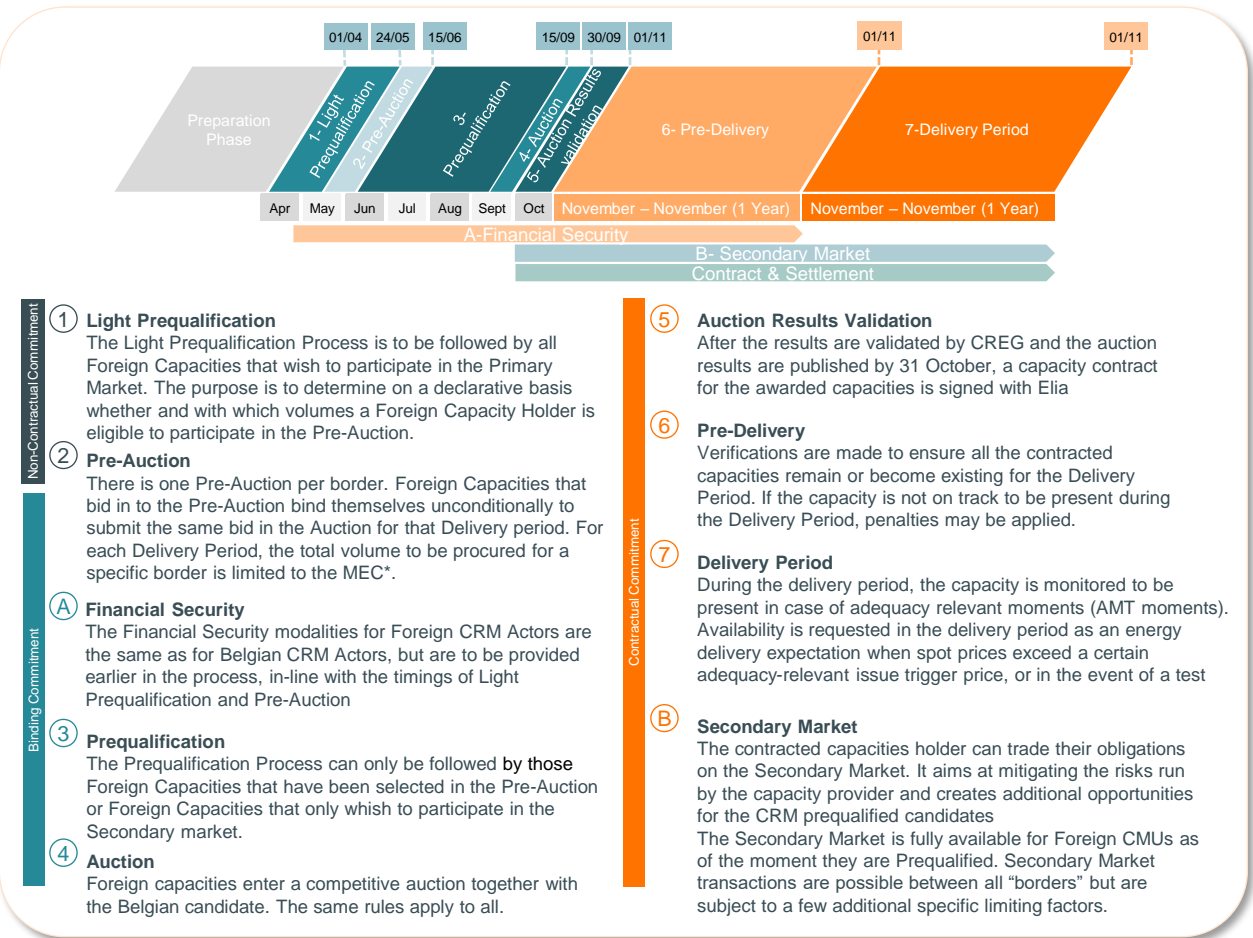 01/04 24/05 15/06 15/09 30/09 01/11 01/11 01/11
Preparation
Phase
1- Light
Prequalification
2- Pre-Auction
3-
Prequalification
4- Auction
5- Auction Results
validation
6- Pre-Delivery
7-Delivery Period
Apr May Jun Jul Aug Sept Oct November – November (1 Year) November – November (1 Year)
A-Financial Security
B- Secondary Market
Contract & Settlement
Non-Contractual Commitment
1 Light Prequalification
The Light Prequalification Process is to be followed by all
Foreign Capacities that wish to participate in the Primary
Market. The purpose is to determine on a declarative basis
whether and with which volumes a Foreign Capacity Holder is
eligible to participate in the Pre-Auction.
2 Pre-Auction
There is one Pre-Auction per border. Foreign Capacities that
bid in to the Pre-Auction bind themselves unconditionally to
submit the same bid in the Auction for that Delivery period. For
each Delivery Period, the total volume to be procured for a
specific border is limited to the MEC*.
Binding Commitment
A Financial Security
The Financial Security modalities for Foreign CRM Actors are
the same as for Belgian CRM Actors, but are to be provided
earlier in the process, in-line with the timings of Light
Prequalification and Pre-Auction
3 Prequalification
The Prequalification Process can only be followed by those
Foreign Capacities that have been selected in the Pre-Auction
or Foreign Capacities that only whish to participate in the
Secondary market.
4 Auction
Foreign capacities enter a competitive auction together with
the Belgian candidate. The same rules apply to all.
Contractual Commitment
5 Auction Results Validation
After the results are validated by CREG and the auction
results are published by 31 October, a capacity contract
for the awarded capacities is signed with Elia
6 Pre-Delivery
Verifications are made to ensure all the contracted
capacities remain or become existing for the Delivery
Period. If the capacity is not on track to be present during
the Delivery Period, penalties may be applied.
7 Delivery Period
During the delivery period, the capacity is monitored to be
present in case of adequacy relevant moments (AMT moments).
Availability is requested in the delivery period as an energy
delivery expectation when spot prices exceed a certain
adequacy-relevant issue trigger price, or in the event of a test
B Secondary Market
The contracted capacities holder can trade their obligations
on the Secondary Market. It aims at mitigating the risks run
by the capacity provider and creates additional opportunities
for the CRM prequalified candidates
The Secondary Market is fully available for Foreign CMUs as
of the moment they are Prequalified. Secondary Market
transactions are possible between all “borders” but are
subject to a few additional specific limiting factors.